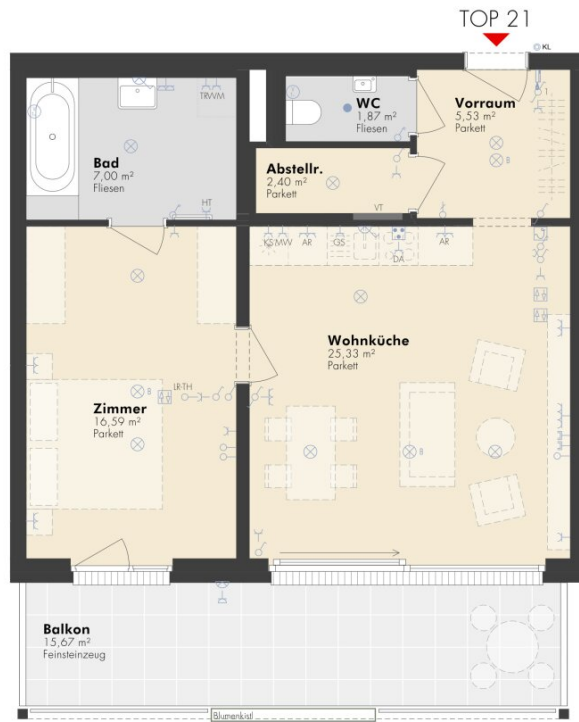 TOP 21
KL
TRWM
WC
1,87 m²
Fliesen
Vorraum
5,53 m²
Parkett
1
B
Bad
7,00 m²
Fliesen
HT
Abstellr.
2,40 m²
Parkett
VT
KS MVV AR GS DA AR
Wohnküche
25,33 m²
Parkett
B
LR-TH
Zimmer
16,59 m²
Parkett
B
Balkon
15,67 m²
Feinsteinzeug
Blumenkistl